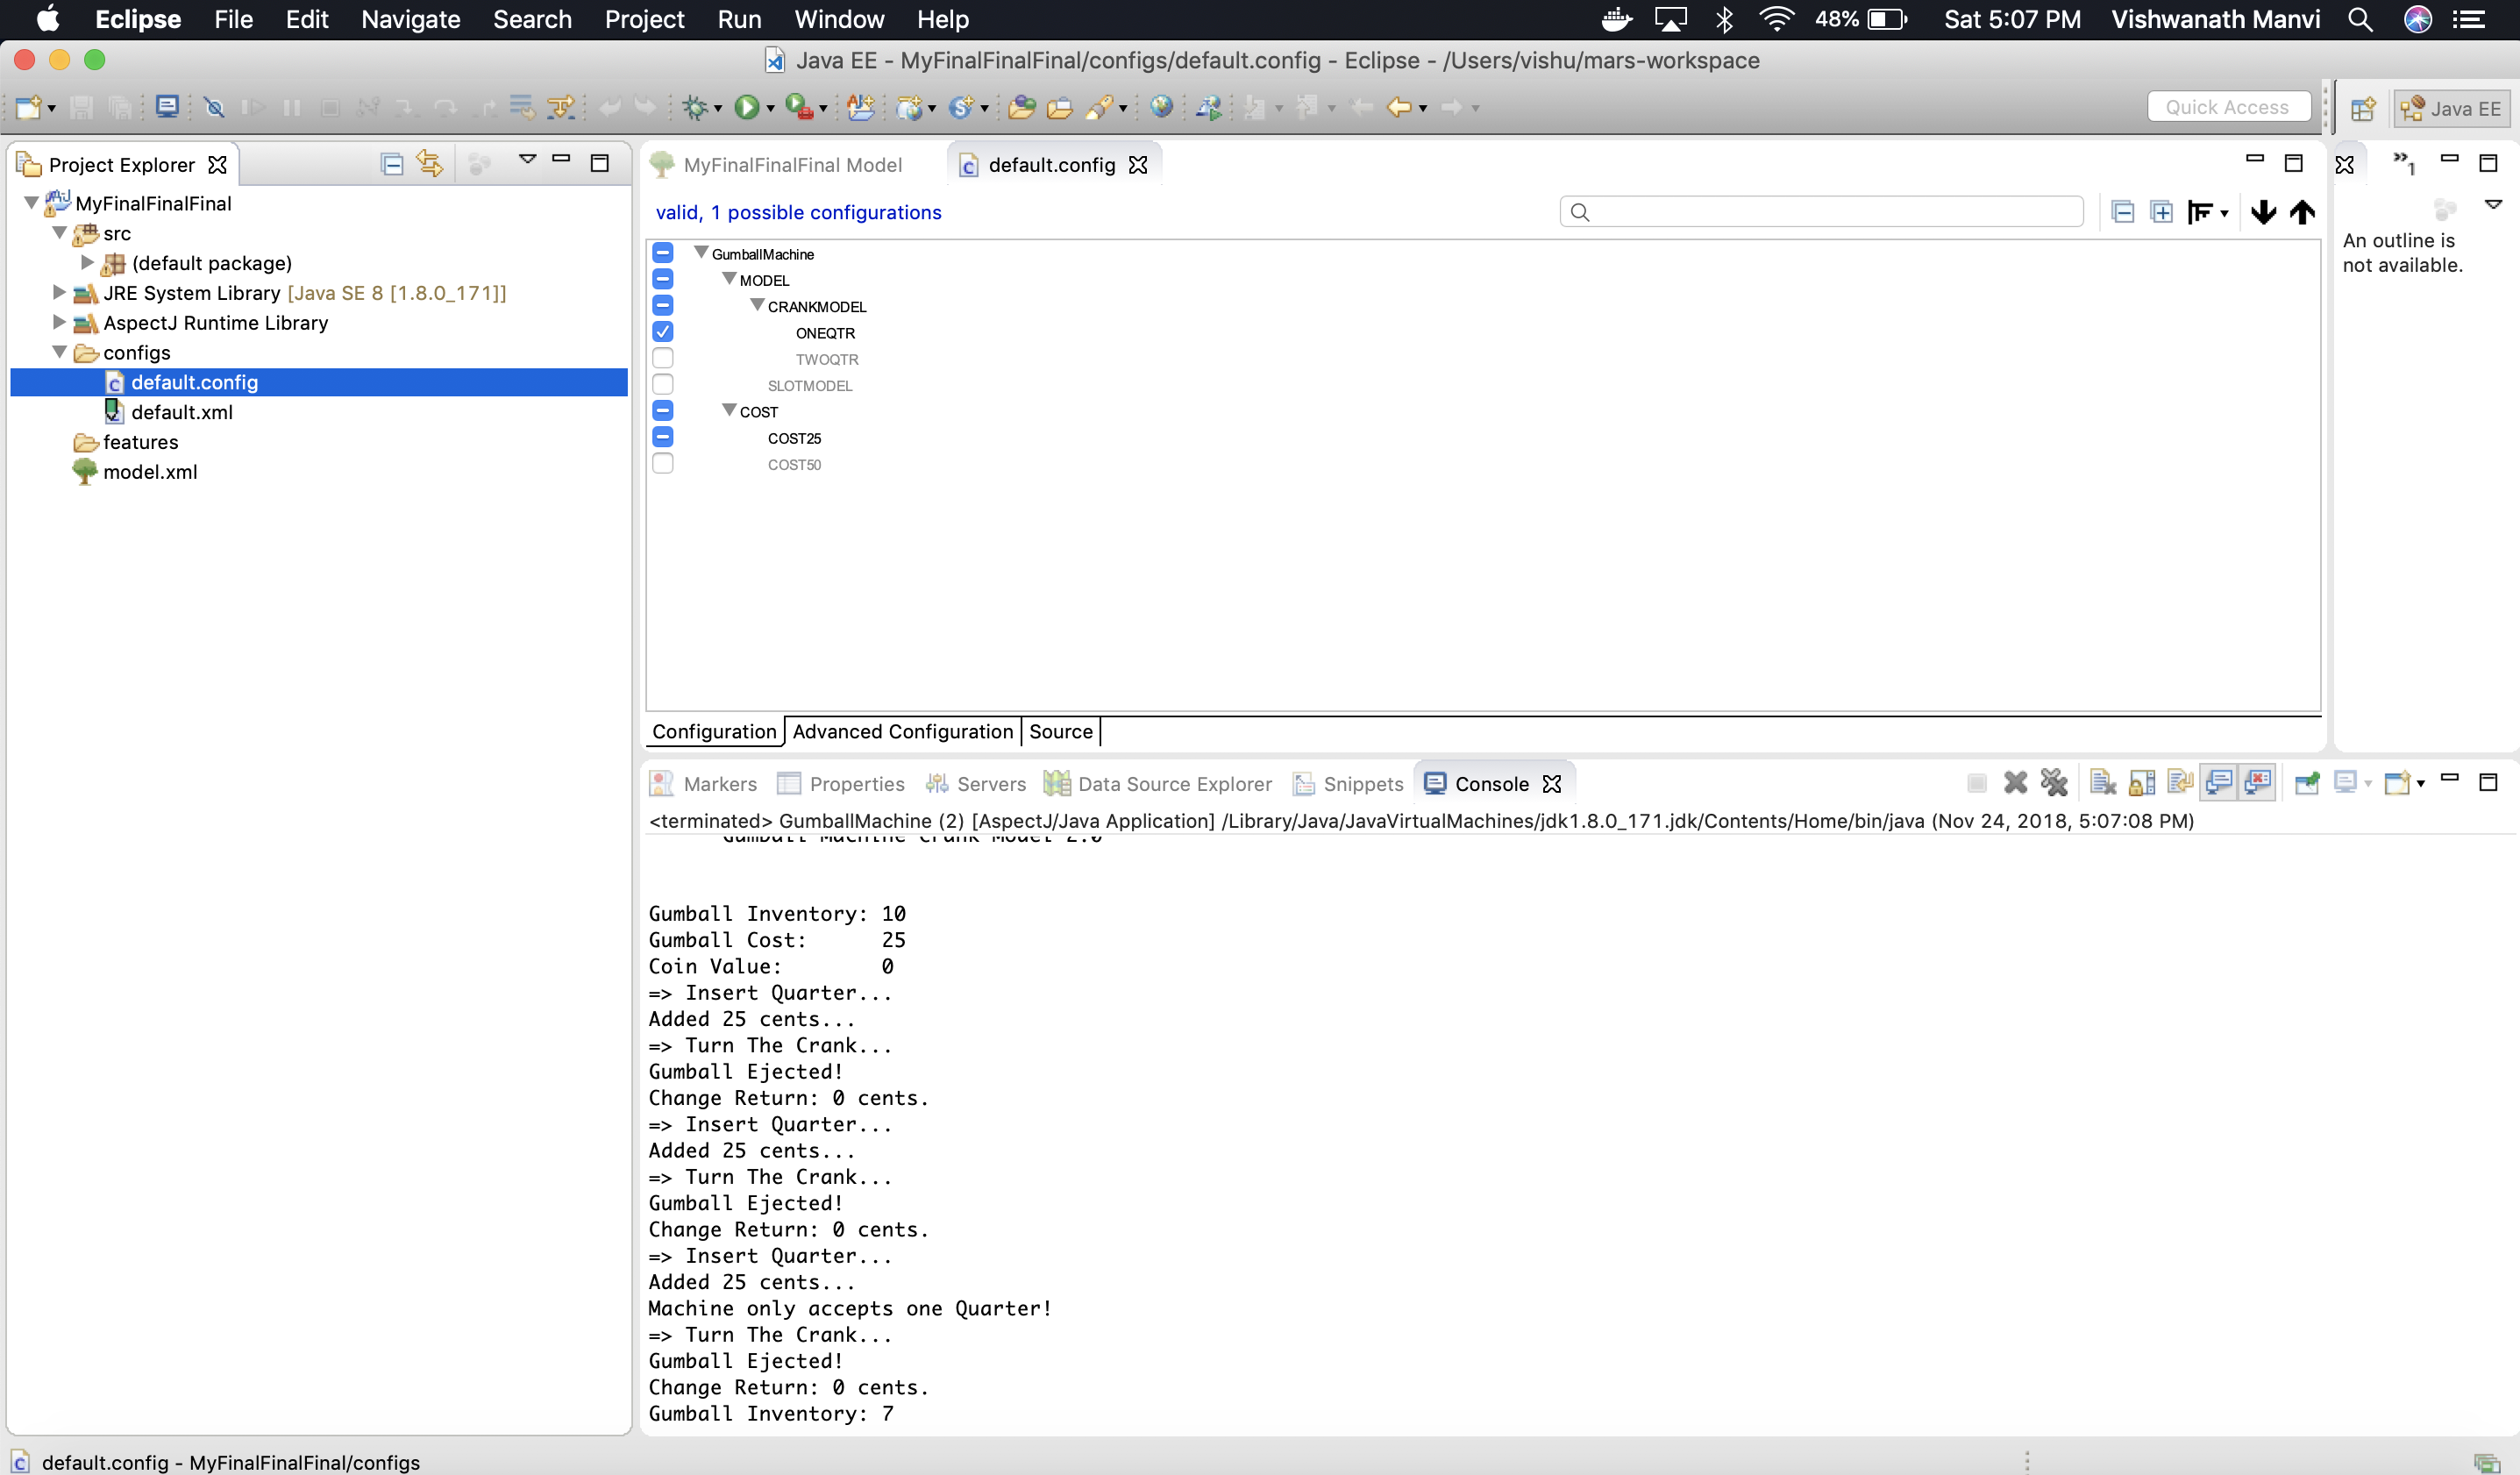 Eclipse File Edit Navigate Search Project Run Window Help 48% Sat 5:07 PM Vishwanath Manvi
Java EE - MyFinalFinalFinal/configs/default.config - Eclipse - /Users/vishu/mars-workspace
Quick Access
Java EE
Project Explorer
MyFinalFinalFinal
src
(default package)
JRE System Library [Java SE 8 [1.8.0_171]]
AspectJ Runtime Library
configs
default.config
default.xml
features
model.xml
MyFinalFinalFinal Model
default.config
valid, 1 possible configurations
GumballMachine
MODEL
CRANKMODEL
ONEQTR
TWOQTR
SLOTMODEL
COST
COST25
COST50
Configuration
Advanced Configuration
Source
»1
An outline is
not available.
Markers
Properties
Servers
Data Source Explorer
Snippets
Console
<terminated> GumballMachine (2) [AspectJ/Java Application] /Library/Java/JavaVirtualMachines/jdk1.8.0_171.jdk/Contents/Home/bin/java (Nov 24, 2018, 5:07:08 PM)
Gumball Machine Crank Model 2.0
Gumball Inventory: 10
Gumball Cost: 25
Coin Value: 0
=> Insert Quarter...
Added 25 cents...
=> Turn The Crank...
Gumball Ejected!
Change Return: 0 cents.
=> Insert Quarter...
Added 25 cents...
=> Turn The Crank...
Gumball Ejected!
Change Return: 0 cents.
=> Insert Quarter...
Added 25 cents...
Machine only accepts one Quarter!
=> Turn The Crank...
Gumball Ejected!
Change Return: 0 cents.
Gumball Inventory: 7
default.config - MyFinalFinalFinal/configs